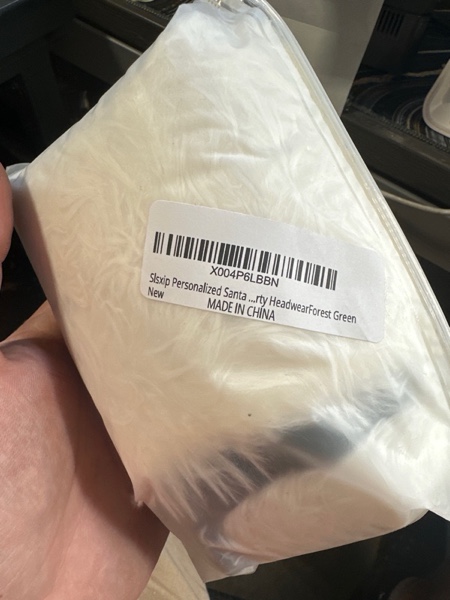 X004P6LBBN
Slsxip Personalized Santa ...rty HeadwearForest Green
New
MADE IN CHINA